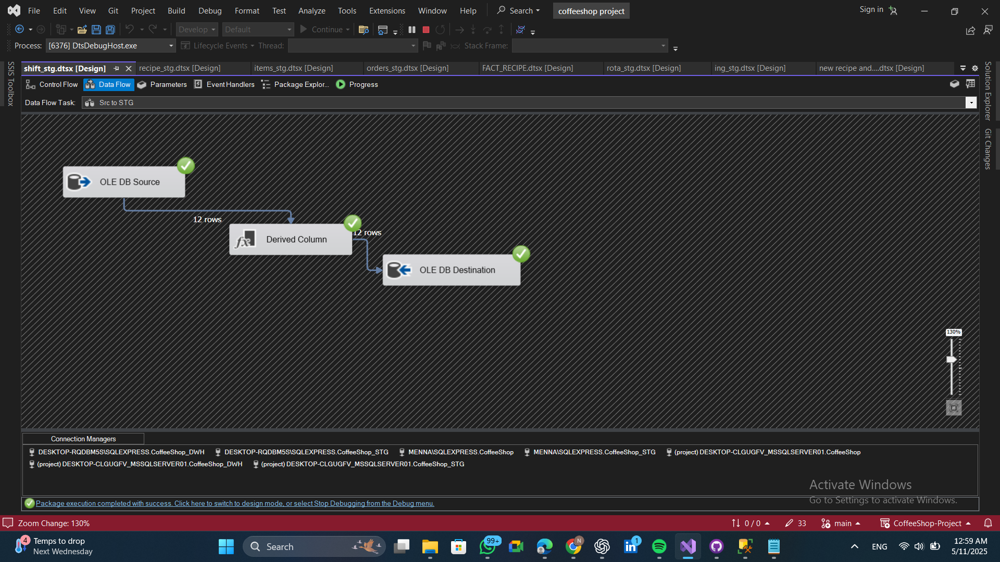 File Edit View Git Project Build Debug Format Test Analyze Tools Extensions Window Help Search coffeeshop project Sign in
Develop Default Continue
Process: [6376] DtsDebugHost.exe Lifecycle Events Thread: Stack Frame:
SSIS Toolbox
shift_stg.dtsx [Design] recipe_stg.dtsx [Design] items_stg.dtsx [Design] orders_stg.dtsx [Design] FACT_RECIPE.dtsx [Design] rota_stg.dtsx [Design] ing_stg.dtsx [Design] new recipe and....dtsx [Design]
Control Flow Data Flow Parameters Event Handlers Package Explor... Progress
Data Flow Task: Src to STG
Solution Explorer
Git Changes
OLE DB Source
12 rows
Derived Column
12 rows
OLE DB Destination
130%
Connection Managers
DESKTOP-RQDBM5S\SQLEXPRESS.CoffeeShop_DWH DESKTOP-RQDBM5S\SQLEXPRESS.CoffeeShop_STG MENNA\SQLEXPRESS.CoffeeShop MENNA\SQLEXPRESS.CoffeeShop_STG (project) DESKTOP-CLGUGFV_MSSQLSERVER01.CoffeeShop
(project) DESKTOP-CLGUGFV_MSSQLSERVER01.CoffeeShop_DWH (project) DESKTOP-CLGUGFV_MSSQLSERVER01.CoffeeShop_STG
Activate Windows
Go to Settings to activate Windows.
Package execution completed with success. Click here to switch to design mode, or select Stop Debugging from the Debug menu.
Zoom Change: 130% 0 / 0 33 main CoffeeShop-Project
4 Temps to drop
Next Wednesday
Search
99+
N
1
ENG
12:59 AM
5/11/2025